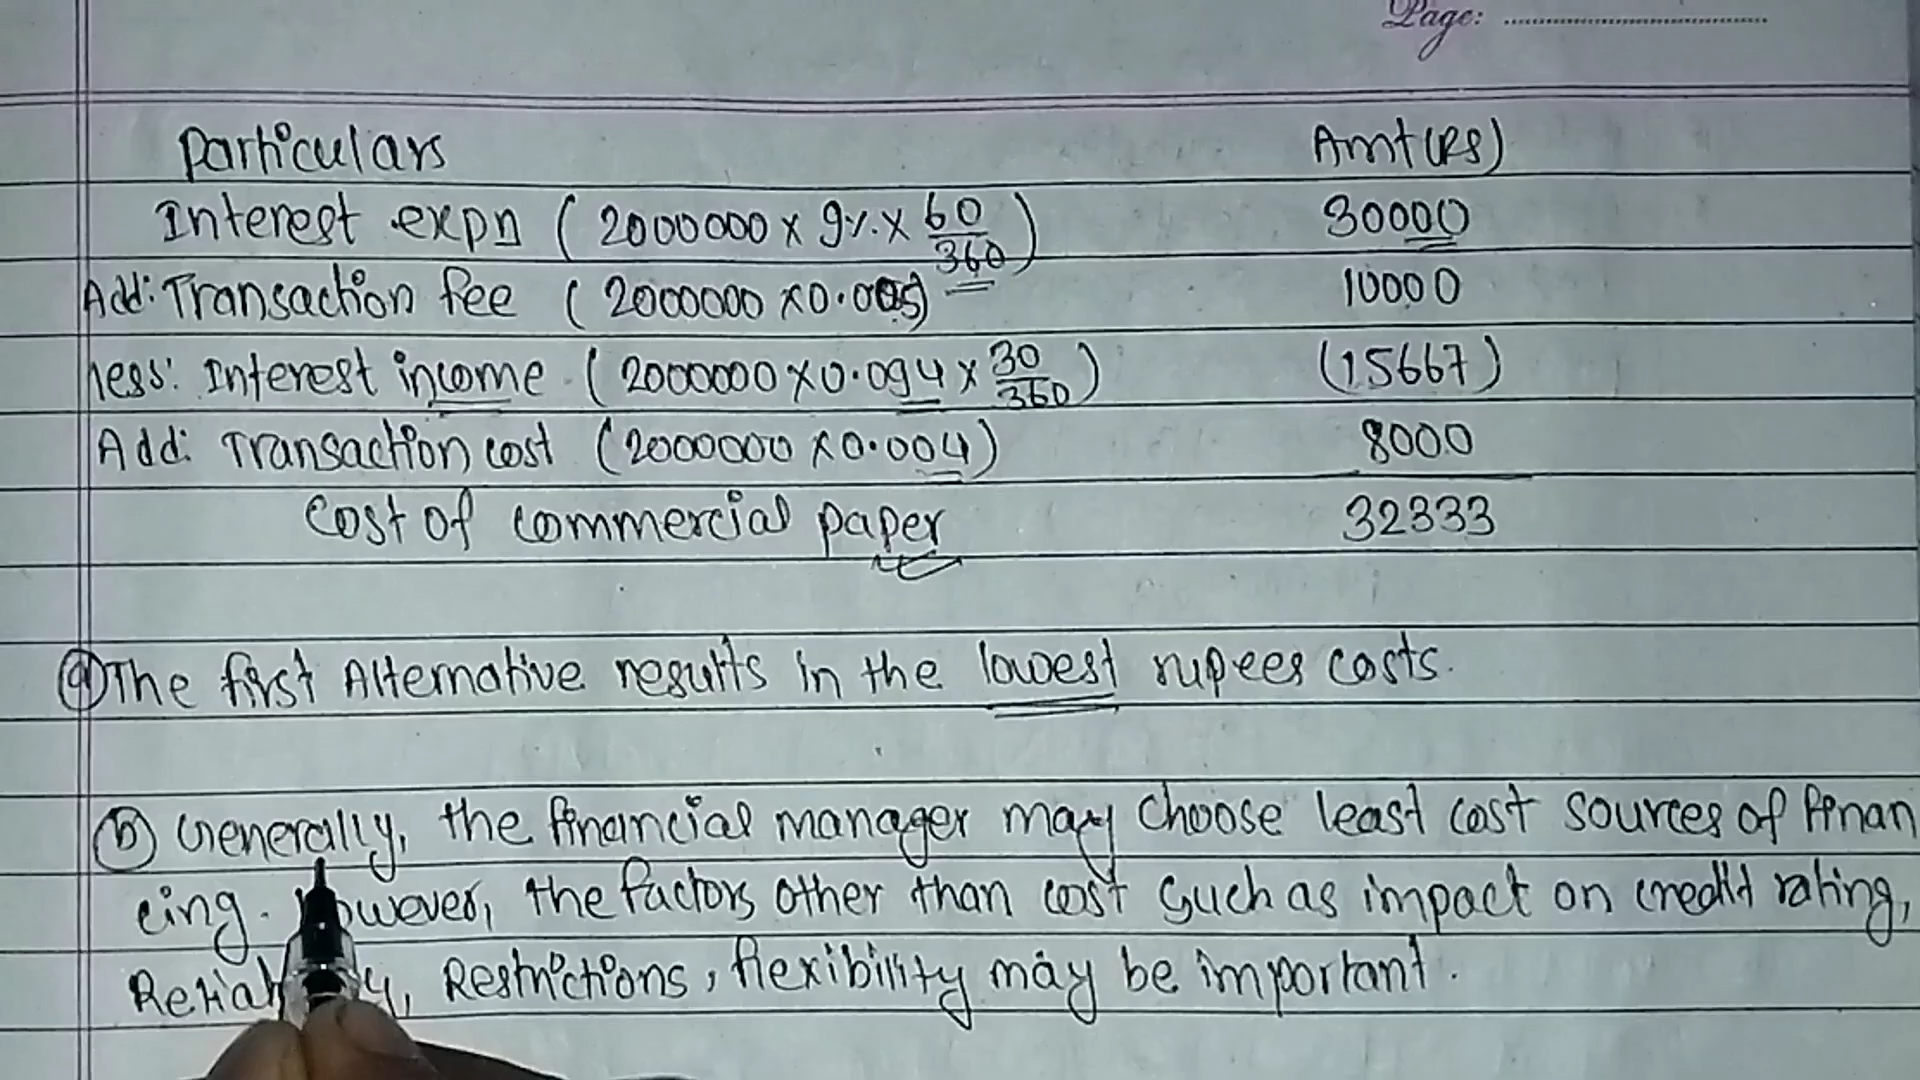 Page:
Particulars Amt (RS)
Interest expn (2000000 x 9%. x 60/360) 30000
Add: Transaction fee (2000000 x 0.005) 10000
less: Interest income (2000000 x 0.094 x 30/360) (15667)
Add: Transaction cost (2000000 x 0.004) 8000
Cost of commercial paper 32333
(a) The first Alternative results in the lowest rupees costs.
(b) Generally, the financial manager may choose least cost sources of finan
cing. However, the factors other than cost such as impact on credit rating,
Restrictions, flexibility may be important.